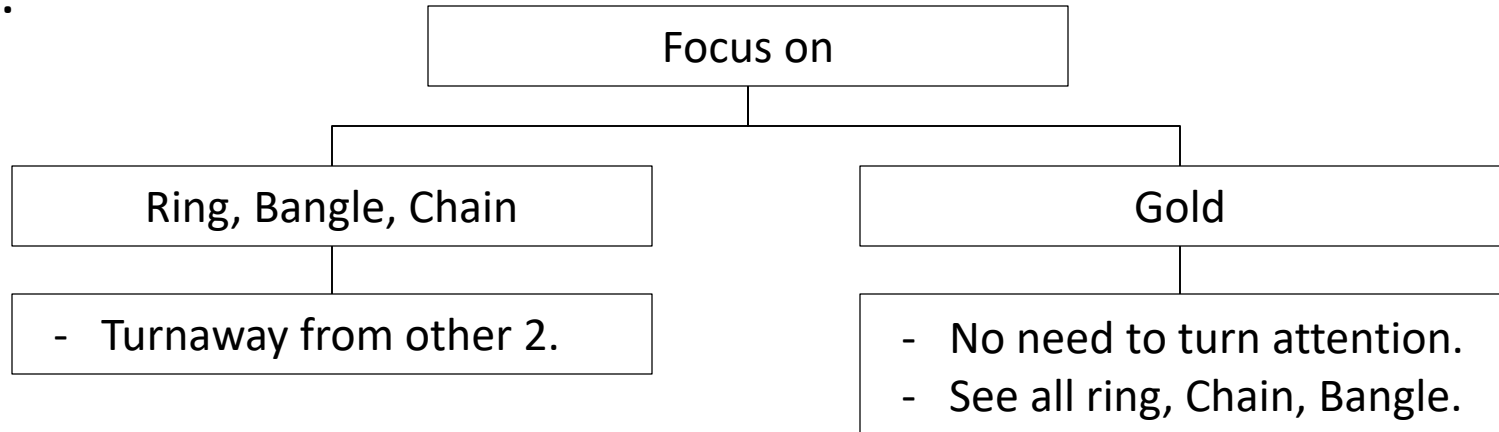 .
Focus on
Ring, Bangle, Chain
Gold
- Turnaway from other 2.
- No need to turn attention.
- See all ring, Chain, Bangle.